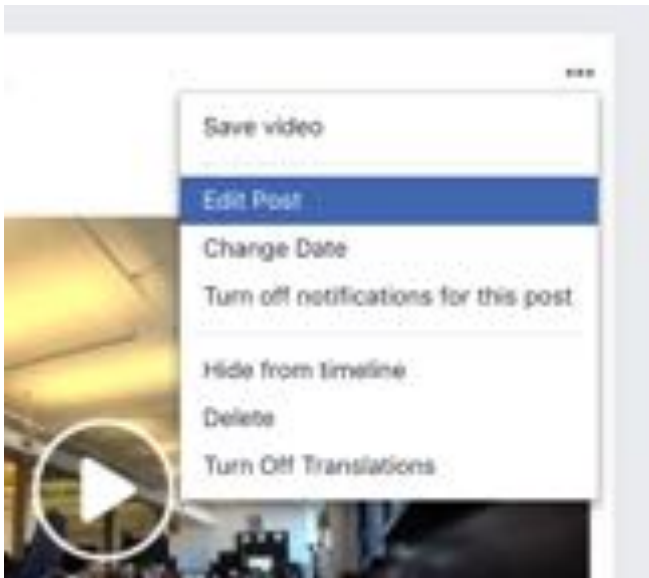 Save video
Edit Post
Change Date
Turn off notifications for this post
Hide from timeline
Delete
Turn Off Translations